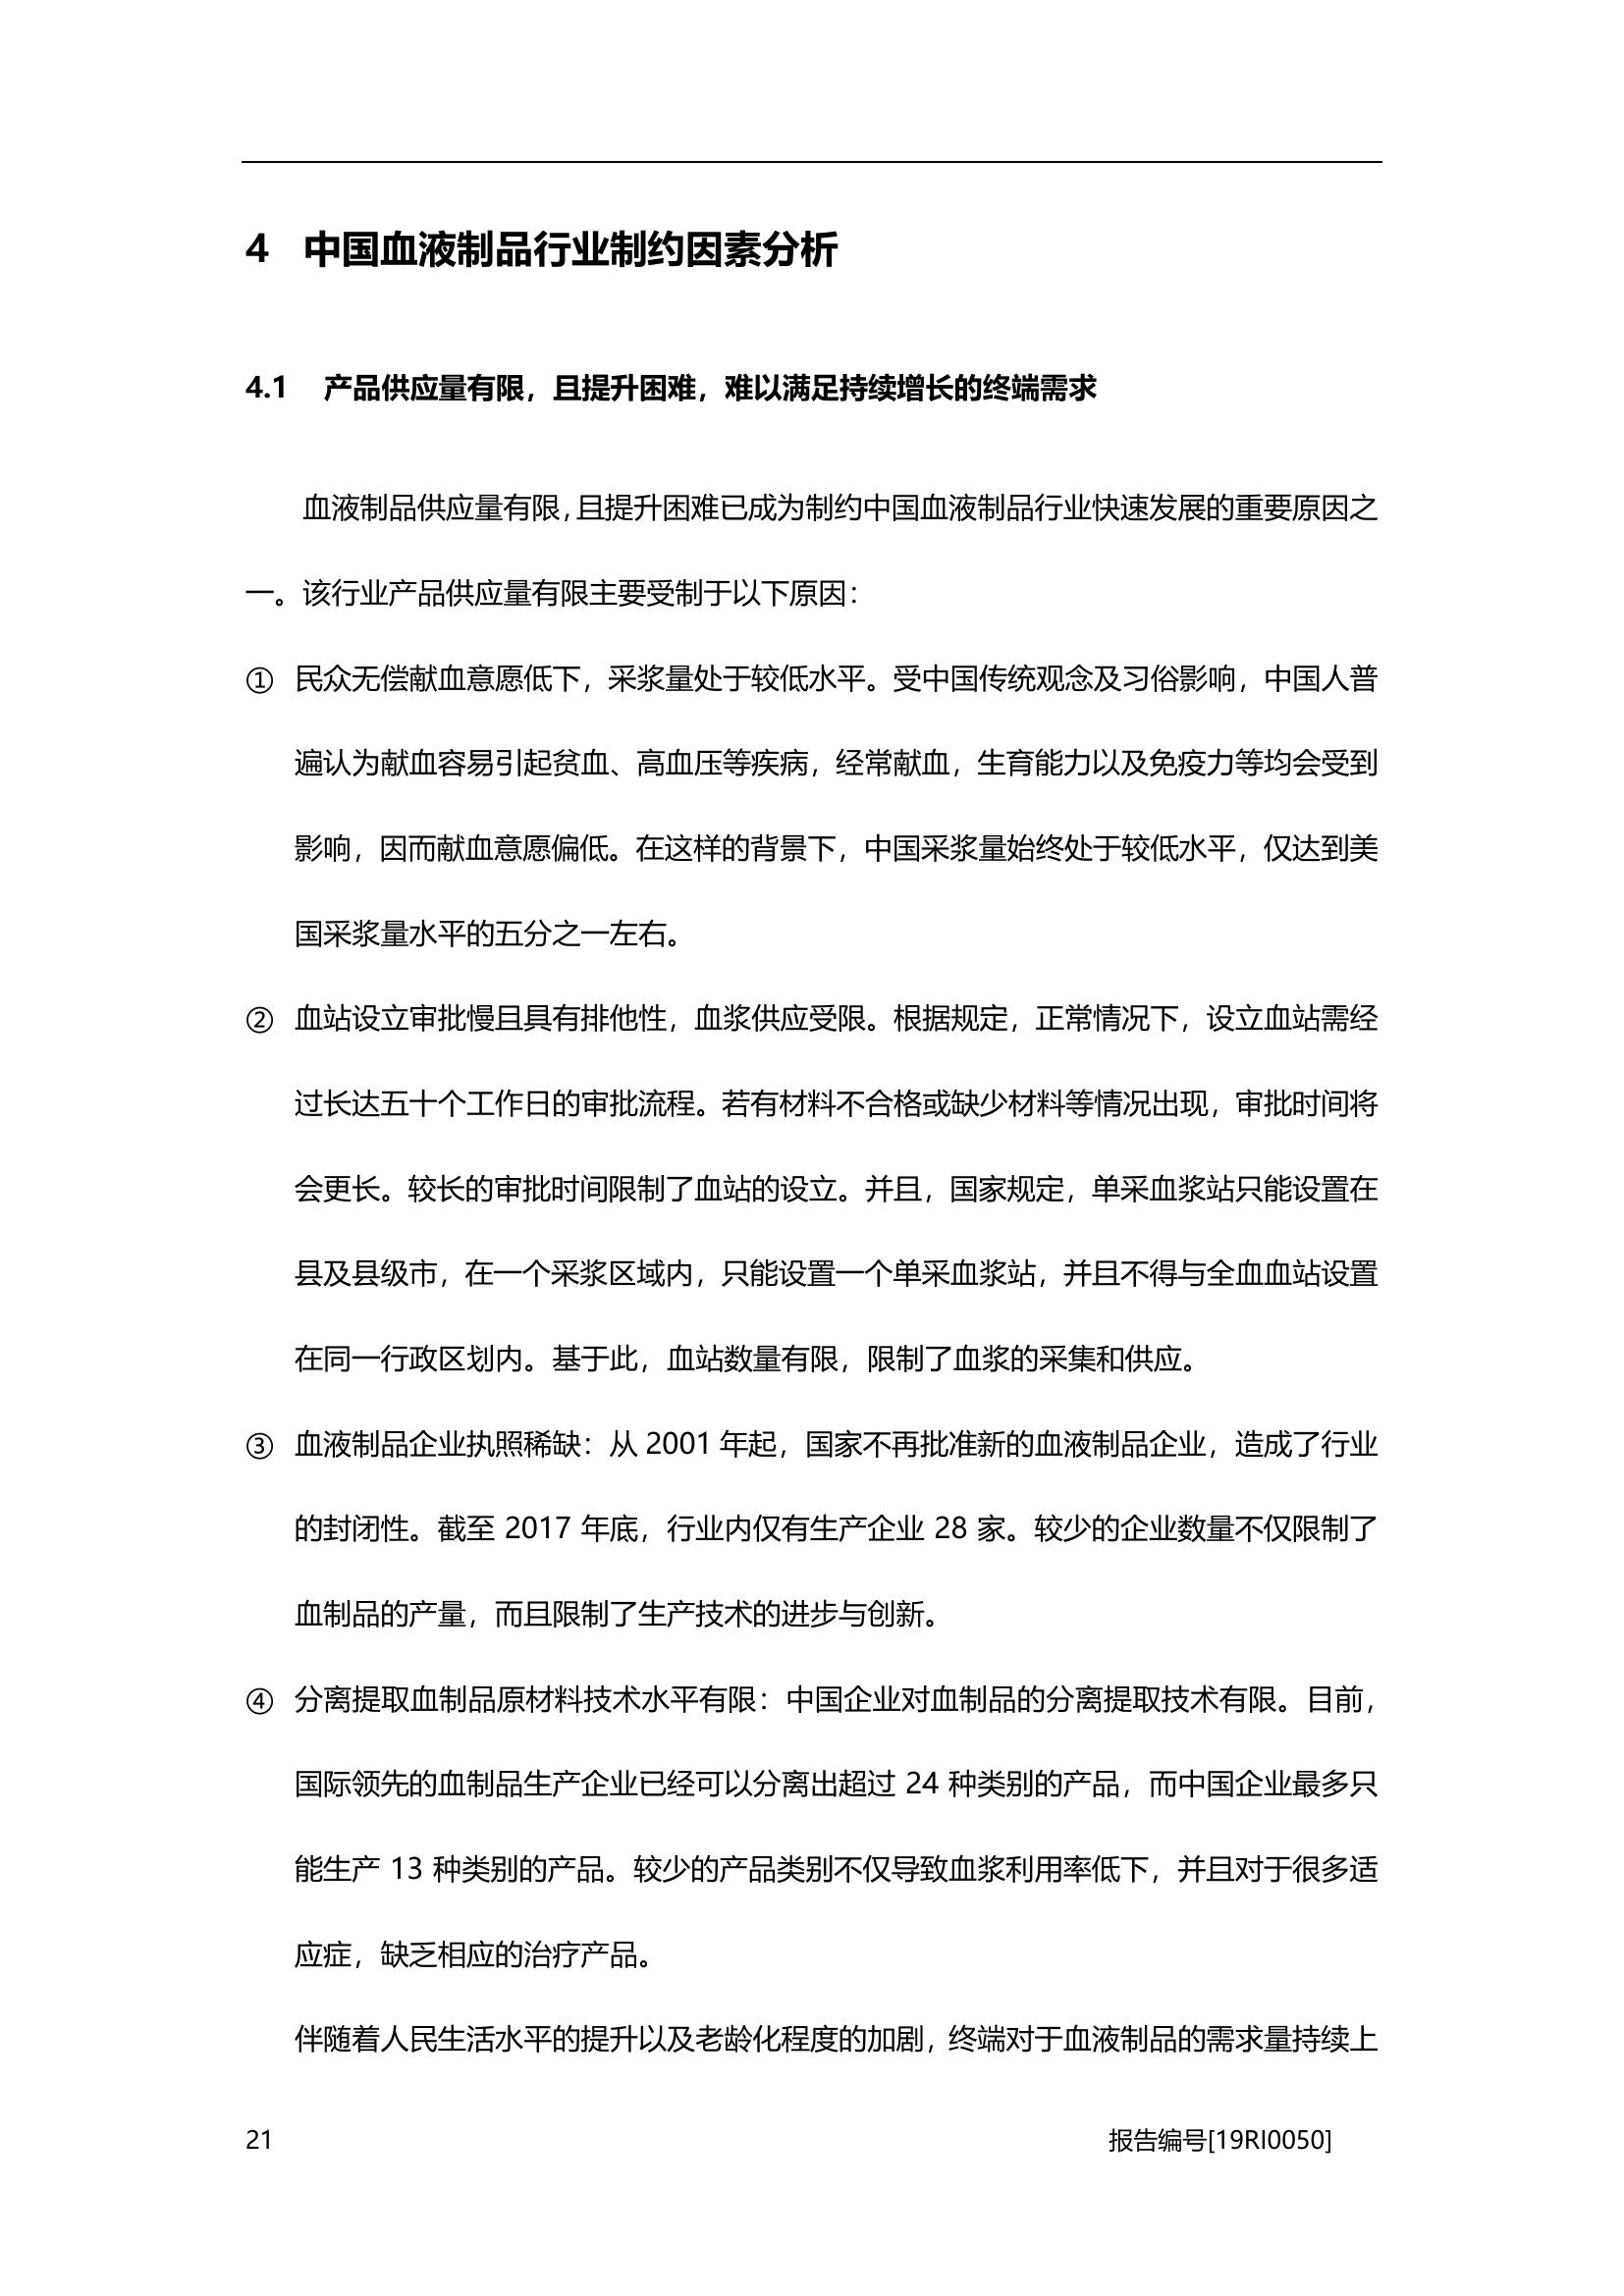 4 中国血液制品行业制约因素分析
4.1 产品供应量有限，且提升困难，难以满足持续增长的终端需求
血液制品供应量有限，且提升困难已成为制约中国血液制品行业快速发展的重要原因之
一。该行业产品供应量有限主要受制于以下原因：
① 民众无偿献血意愿低下，采浆量处于较低水平。受中国传统观念及习俗影响，中国人普
遍认为献血容易引起贫血、高血压等疾病，经常献血，生育能力以及免疫力等均会受到
影响，因而献血意愿偏低。在这样的背景下，中国采浆量始终处于较低水平，仅达到美
国采浆量水平的五分之一左右。
② 血站设立审批慢且具有排他性，血浆供应受限。根据规定，正常情况下，设立血站需经
过长达五十个工作日的审批流程。若有材料不合格或缺少材料等情况出现，审批时间将
会更长。较长的审批时间限制了血站的设立。并且，国家规定，单采血浆站只能设置在
县及县级市，在一个采浆区域内，只能设置一个单采血浆站，并且不得与全血血站设置
在同一行政区划内。基于此，血站数量有限，限制了血浆的采集和供应。
③ 血液制品企业执照稀缺：从 2001 年起，国家不再批准新的血液制品企业，造成了行业
的封闭性。截至 2017 年底，行业内仅有生产企业 28 家。较少的企业数量不仅限制了
血制品的产量，而且限制了生产技术的进步与创新。
④ 分离提取血制品原材料技术水平有限：中国企业对血制品的分离提取技术有限。目前，
国际领先的血制品生产企业已经可以分离出超过 24 种类别的产品，而中国企业最多只
能生产 13 种类别的产品。较少的产品类别不仅导致血浆利用率低下，并且对于很多适
应症，缺乏相应的治疗产品。
伴随着人民生活水平的提升以及老龄化程度的加剧，终端对于血液制品的需求量持续上
21 报告编号[19RI0050]